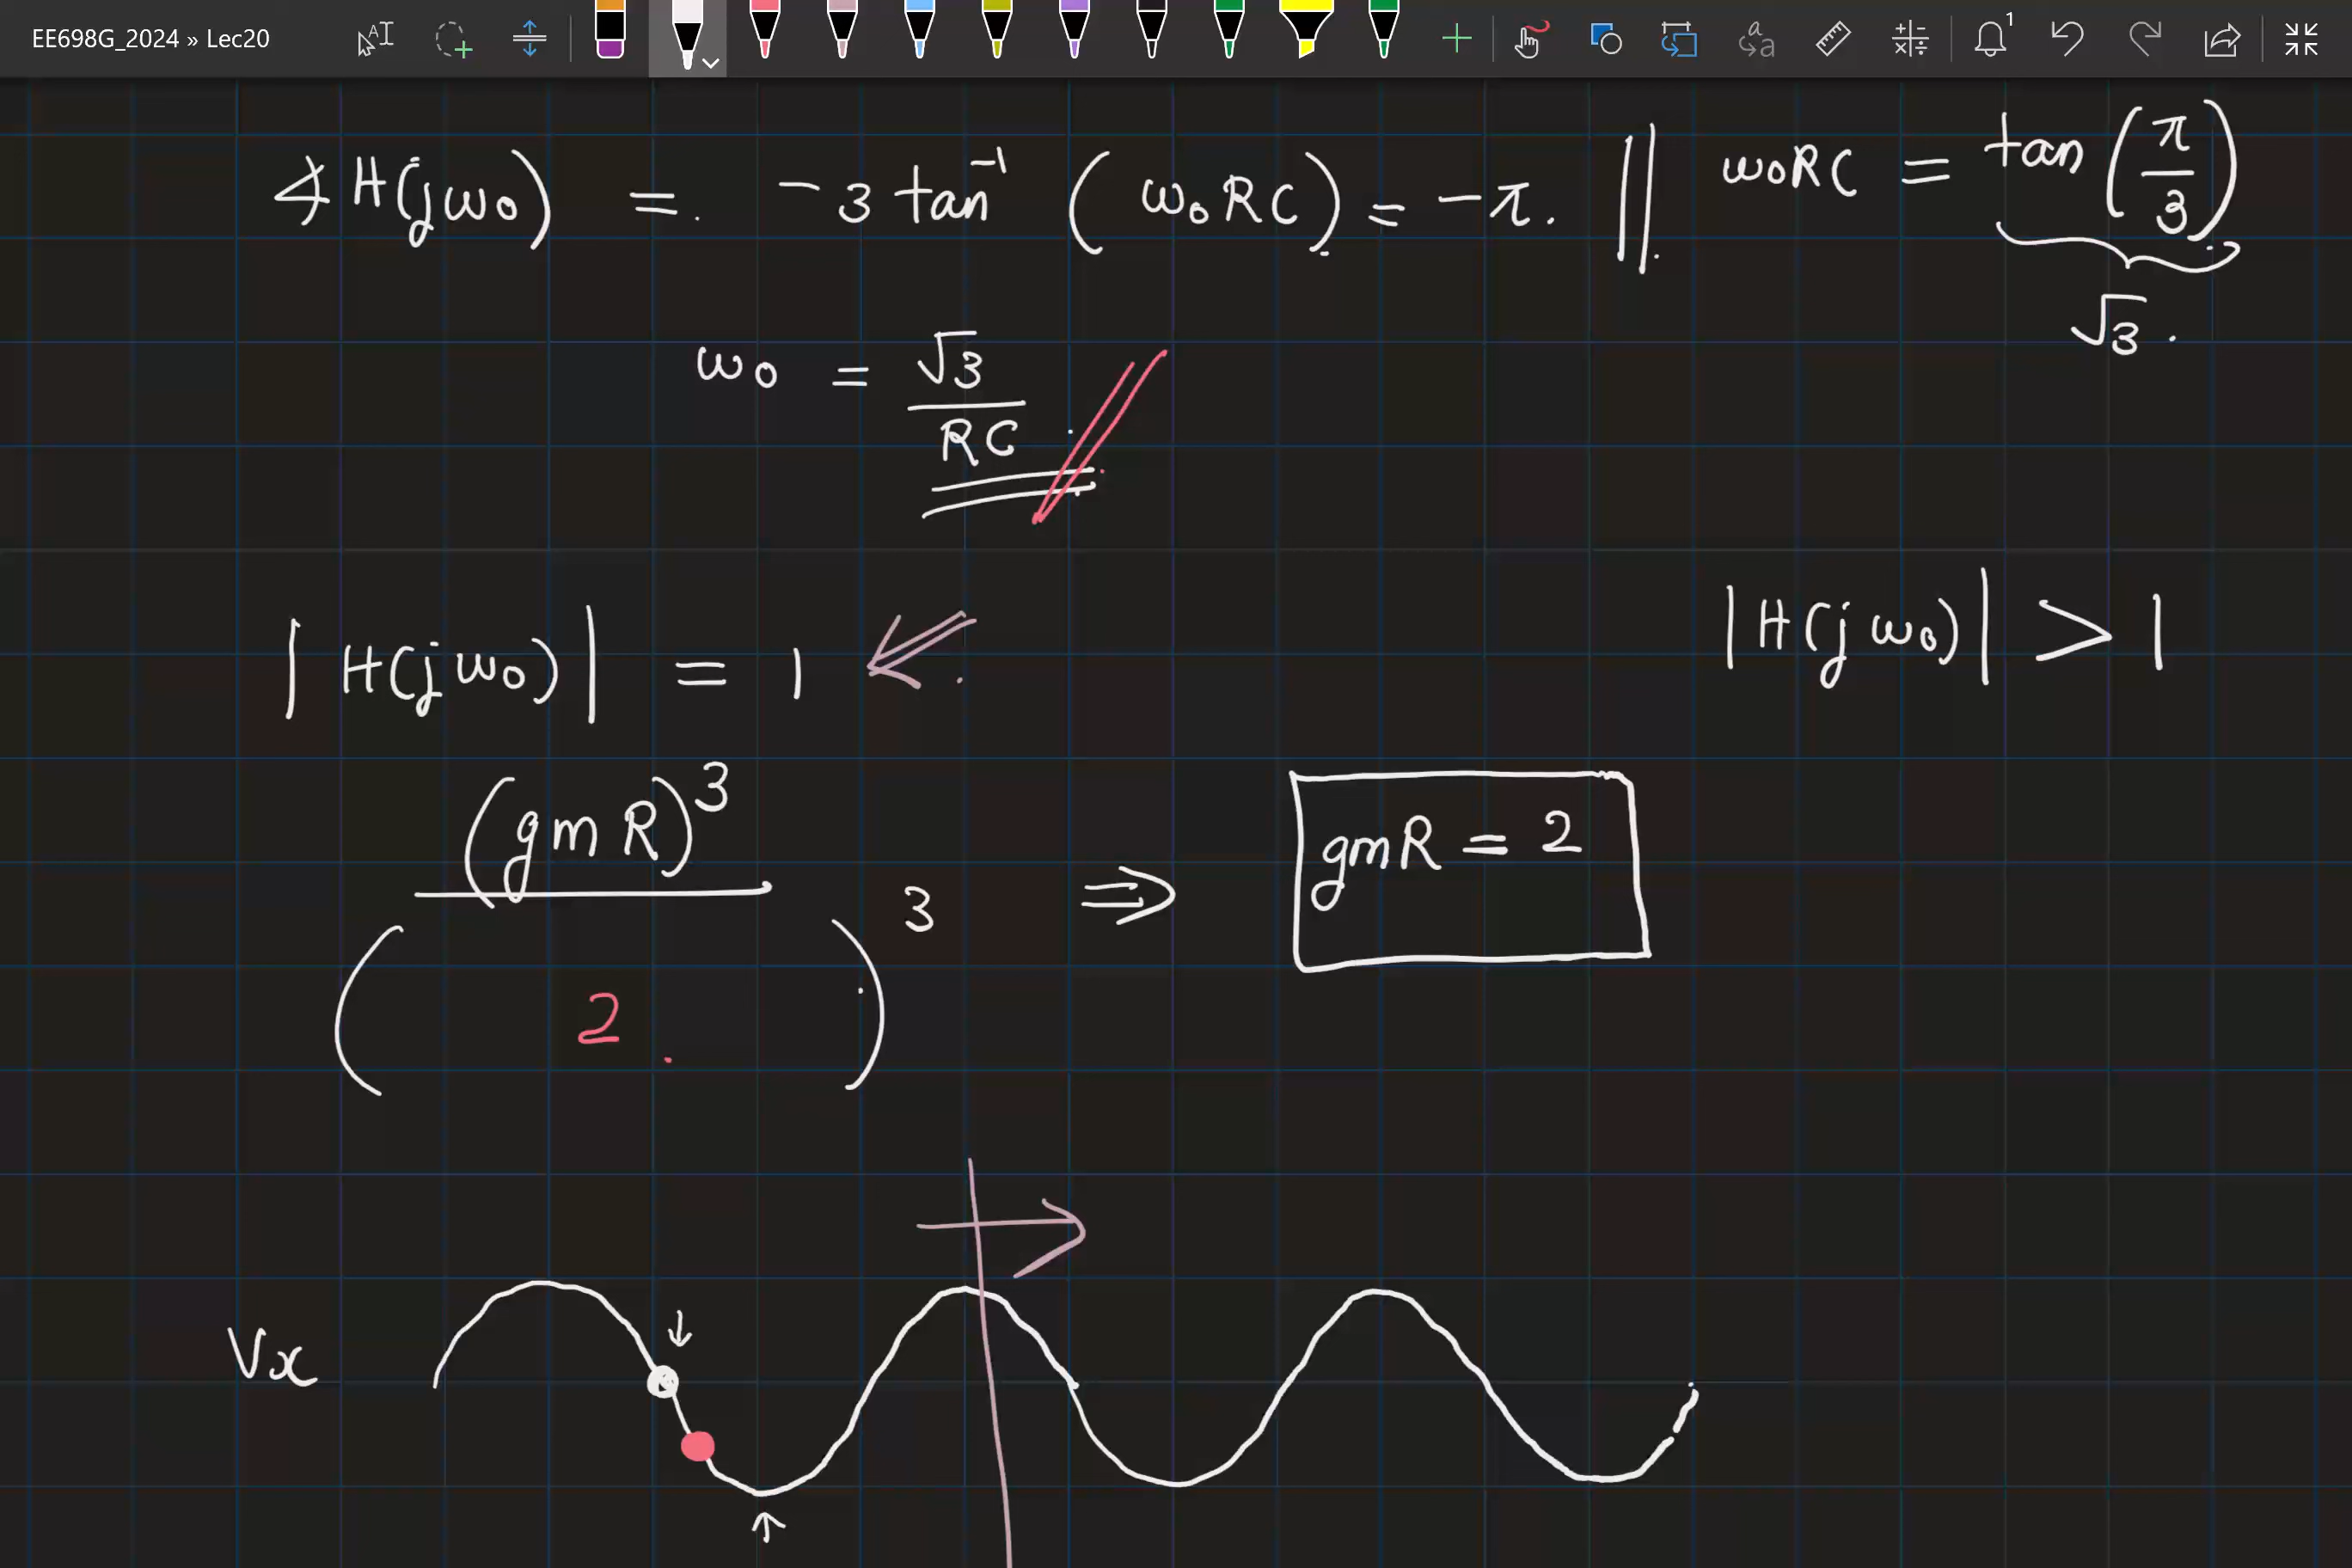 EE698G_2024 » Lec20
∡ H(jω₀) = -3 tan⁻¹ (ω₀RC) = -π. || ω₀RC = tan(π/3)
√3.
ω₀ = √3/RC
|H(jω₀)| = 1 ⇐ |H(jω₀)| > 1
(gmR)³/(2.)³ ⇒ gmR = 2
Vx